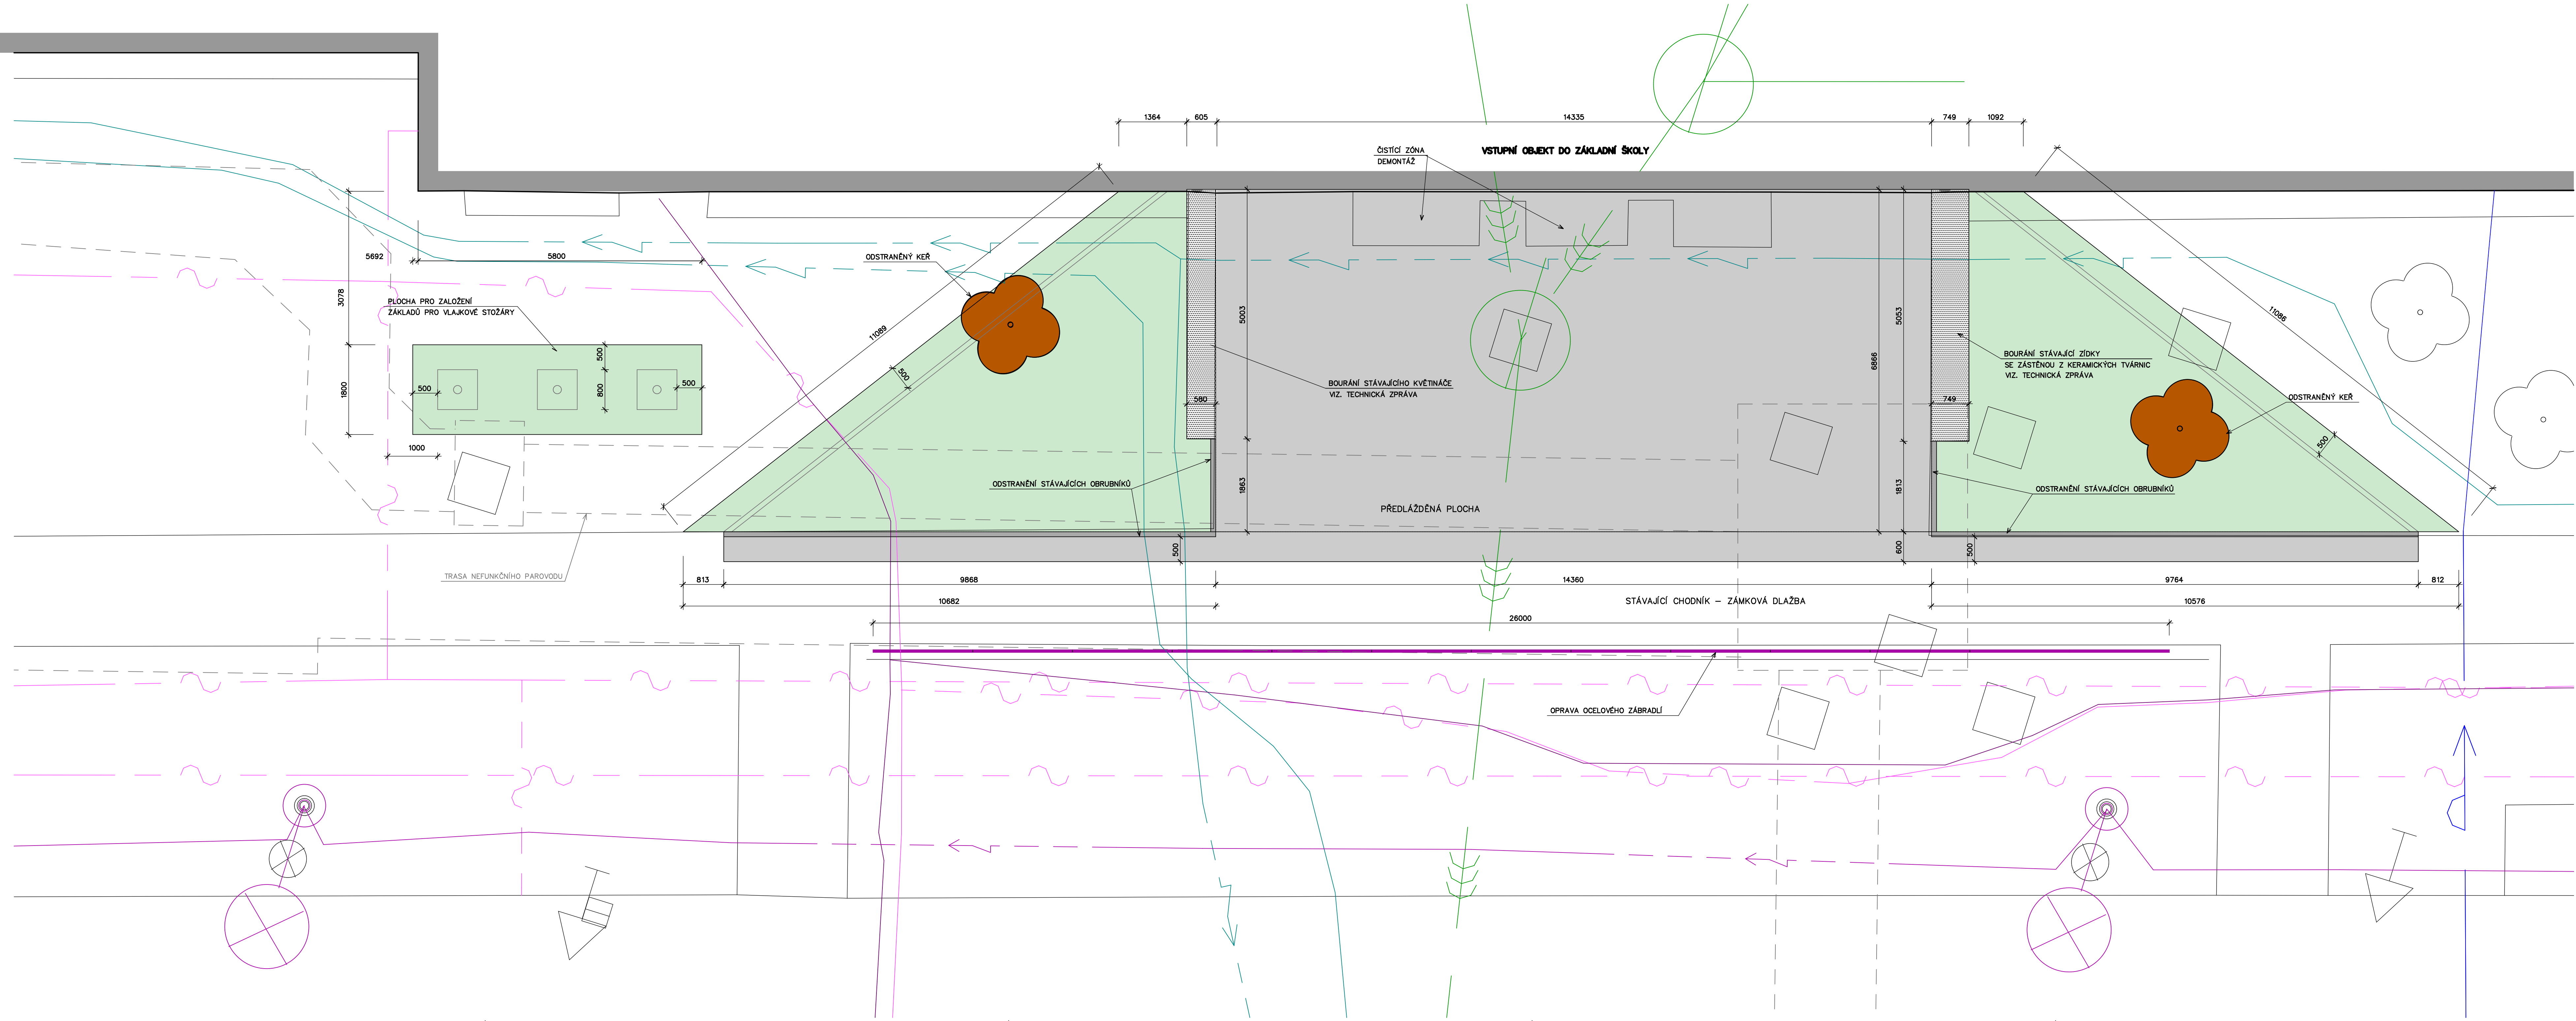 1364
605
14335
749
1092
ČISTÍCÍ ZÓNA
DEMONTÁŽ
VSTUPNÍ OBJEKT DO ZÁKLADNÍ ŠKOLY
ODSTRANĚNÝ KEŘ
5692
5800
3078
PLOCHA PRO ZALOŽENÍ
ZÁKLADŮ PRO VLAJKOVÉ STOŽÁRY
11089
5003
5053
11086
6866
500
500
800
500
500
1800
1000
BOURÁNÍ STÁVAJÍCÍHO KVĚTINÁČE
VIZ. TECHNICKÁ ZPRÁVA
580
749
BOURÁNÍ STÁVAJÍCÍ ZÍDKY
SE ZÁSTĚNOU Z KERAMICKÝCH TVÁRNIC
VIZ. TECHNICKÁ ZPRÁVA
ODSTRANĚNÝ KEŘ
500
ODSTRANĚNÍ STÁVAJÍCÍCH OBRUBNÍKŮ
1863
1813
ODSTRANĚNÍ STÁVAJÍCÍCH OBRUBNÍKŮ
PŘEDLÁŽDĚNÁ PLOCHA
500
600
500
TRASA NEFUNKČNÍHO PAROVODU
813
9868
14360
9764
812
10682
STÁVAJÍCÍ CHODNÍK – ZÁMKOVÁ DLAŽBA
10576
26000
OPRAVA OCELOVÉHO ZÁBRADLÍ